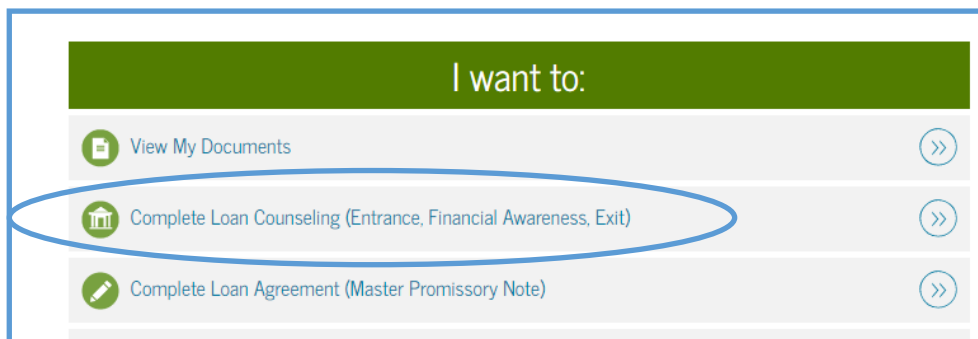 I want to:
View My Documents
Complete Loan Counseling (Entrance, Financial Awareness, Exit)
Complete Loan Agreement (Master Promissory Note)